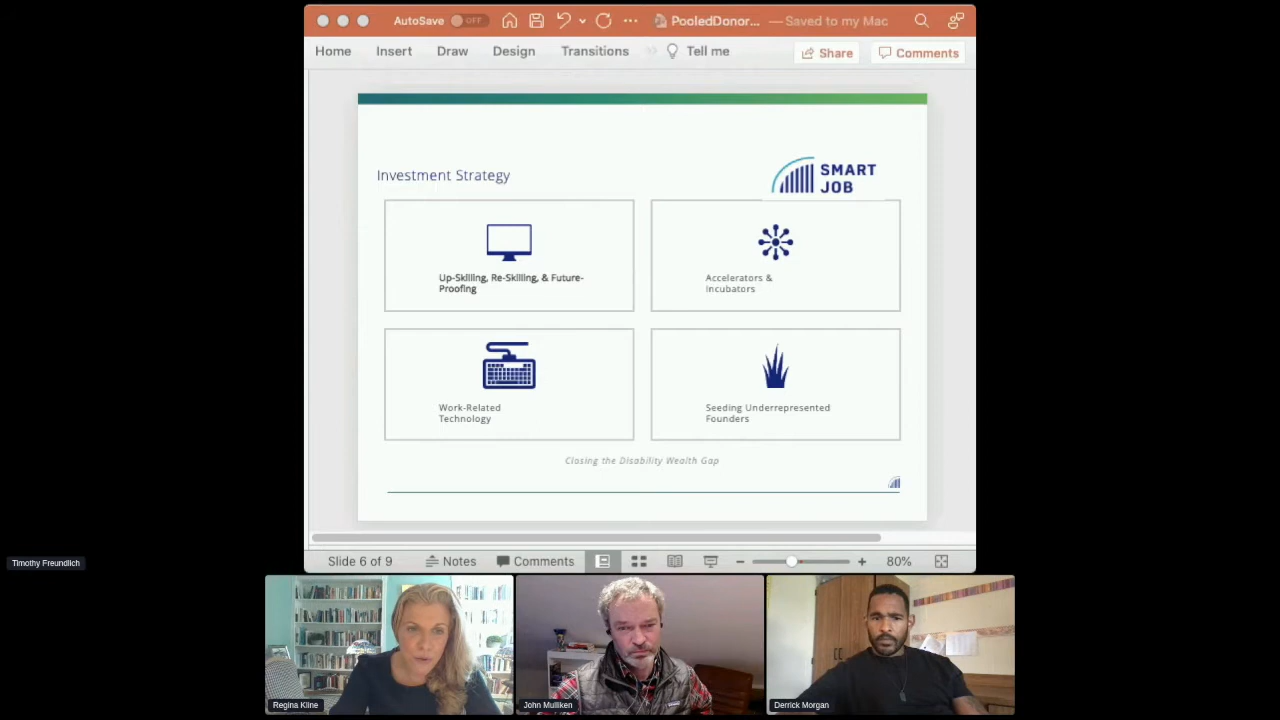 AutoSave
OFF
PooledDonor... — Saved to my Mac
Home
Insert
Draw
Design
Transitions
Tell me
Share
Comments
Investment Strategy
SMART
JOB
Up-Skilling, Re-Skilling, & Future-
Proofing
Accelerators &
Incubators
Work-Related
Technology
Seeding Underrepresented
Founders
Closing the Disability Wealth Gap
Slide 6 of 9
Notes
Comments
80%
Timothy Freundlich
Regina Kline
John Mulliken
Derrick Morgan